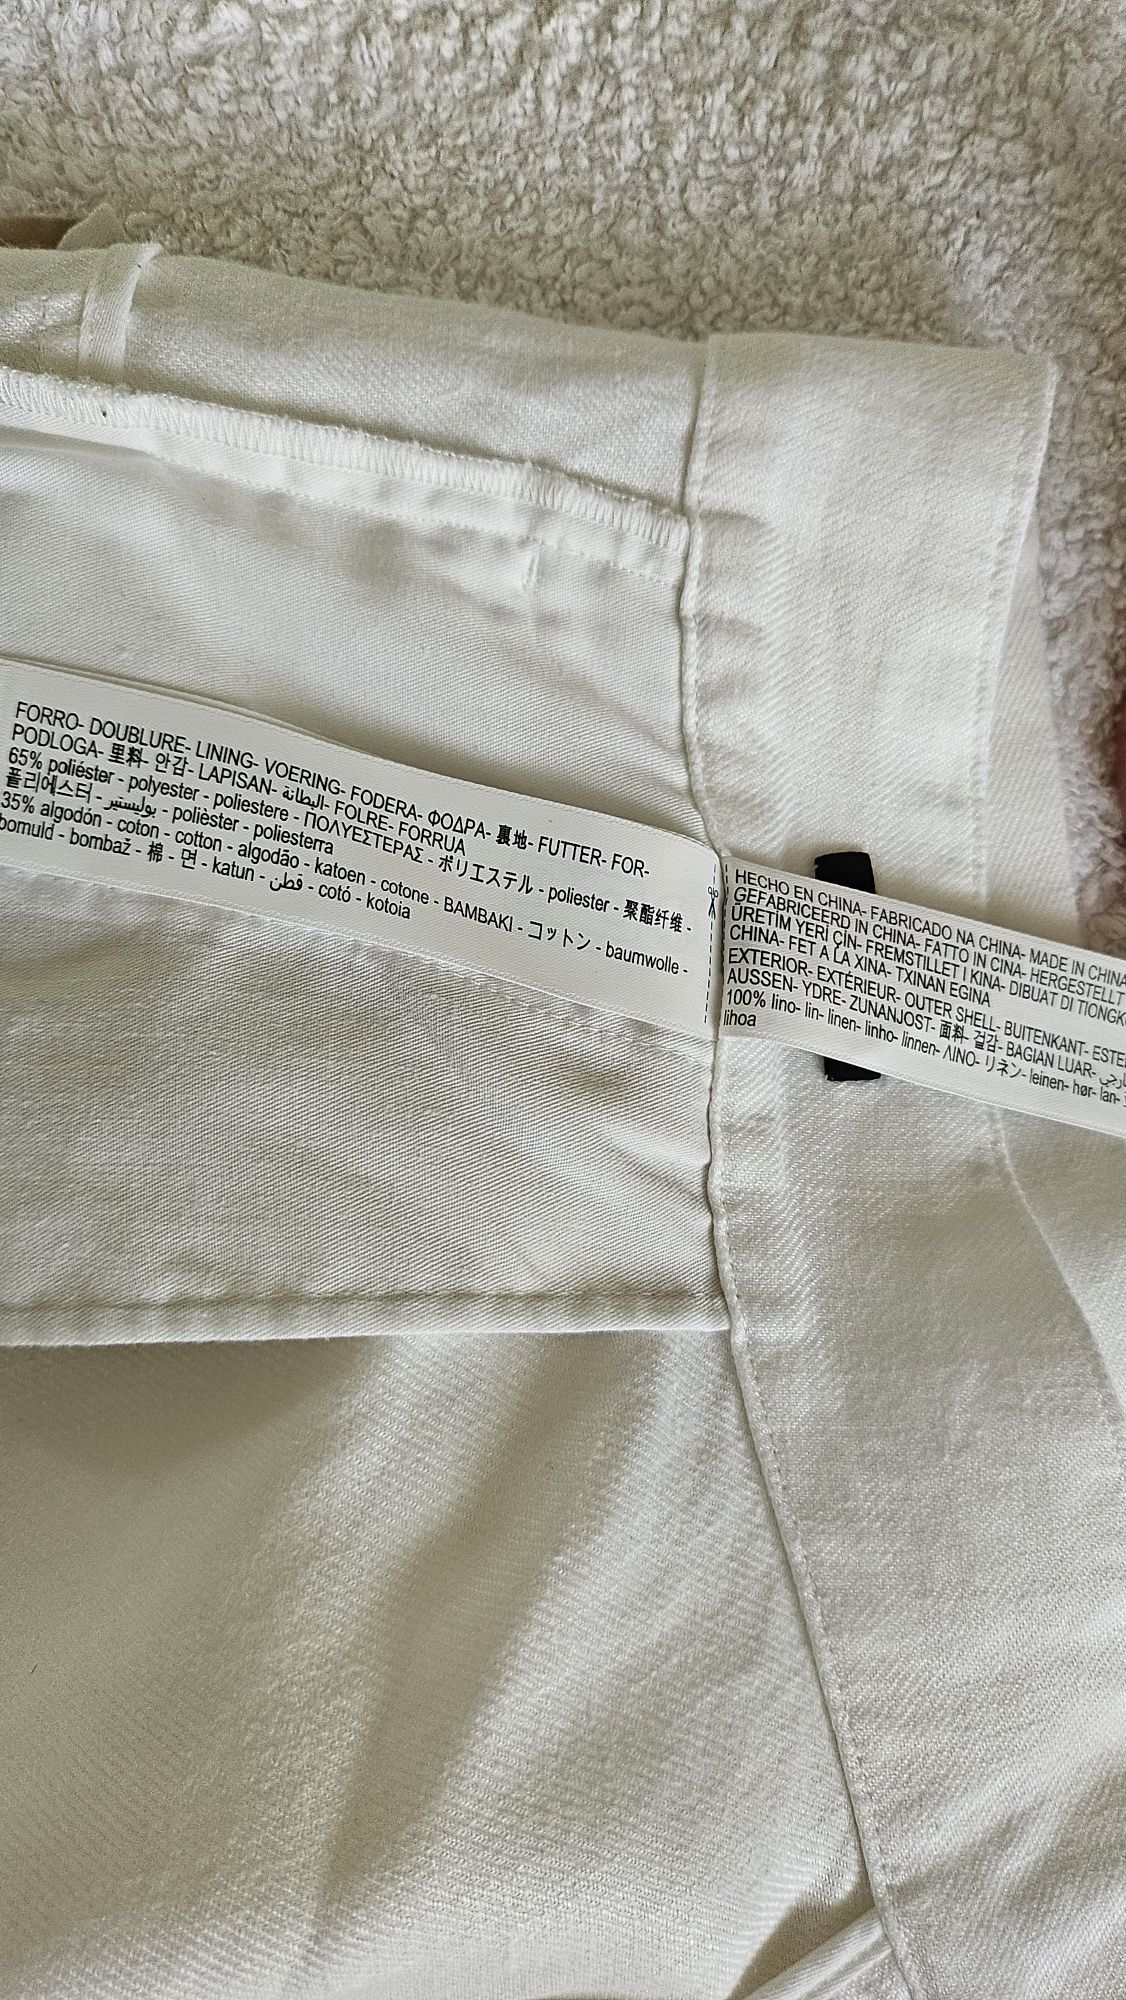 FORRO- DOUBLURE- LINING- VOERING- FODERA- ΦΟΔΡΑ- 裏地- FUTTER- FOR-
PODLOGA- 里料- 안감- LAPISAN- البطانة- FOLRE- FORRUA
65% poliéster - polyester - poliestere - ΠΟΛΥΕΣΤΕΡΑΣ - ポリエステル - poliester - 聚酯纤维 -
폴리에스터 - بوليستير - polièster - poliesterra
35% algodón - coton - cotton - algodão - katoen - cotone - BAMBAKI - コットン - baumwolle -
bomuld - bombaž - 棉 - 면 - katun - قطن - cotó - kotoia
HECHO EN CHINA- FABRICADO NA CHINA- MADE IN CHINA
GEFABRICEERD IN CHINA- FATTO IN CINA- HERGESTELLT
ÜRETİM YERİ ÇİN- FREMSTILLET I KINA- DIBUAT DI
CHINA- FET A LA XINA- TXINAN EGINA
EXTERIOR- EXTÉRIEUR- OUTER SHELL- BUITENKANT-
AUSSEN- YDRE- ZUNANJOST- 面料- 겉감- BAGIAN LUAR-
100% lino- lin- linen- linho- linnen- ΛΙΝΟ- リネン- leinen- hør- lan-
lihoa